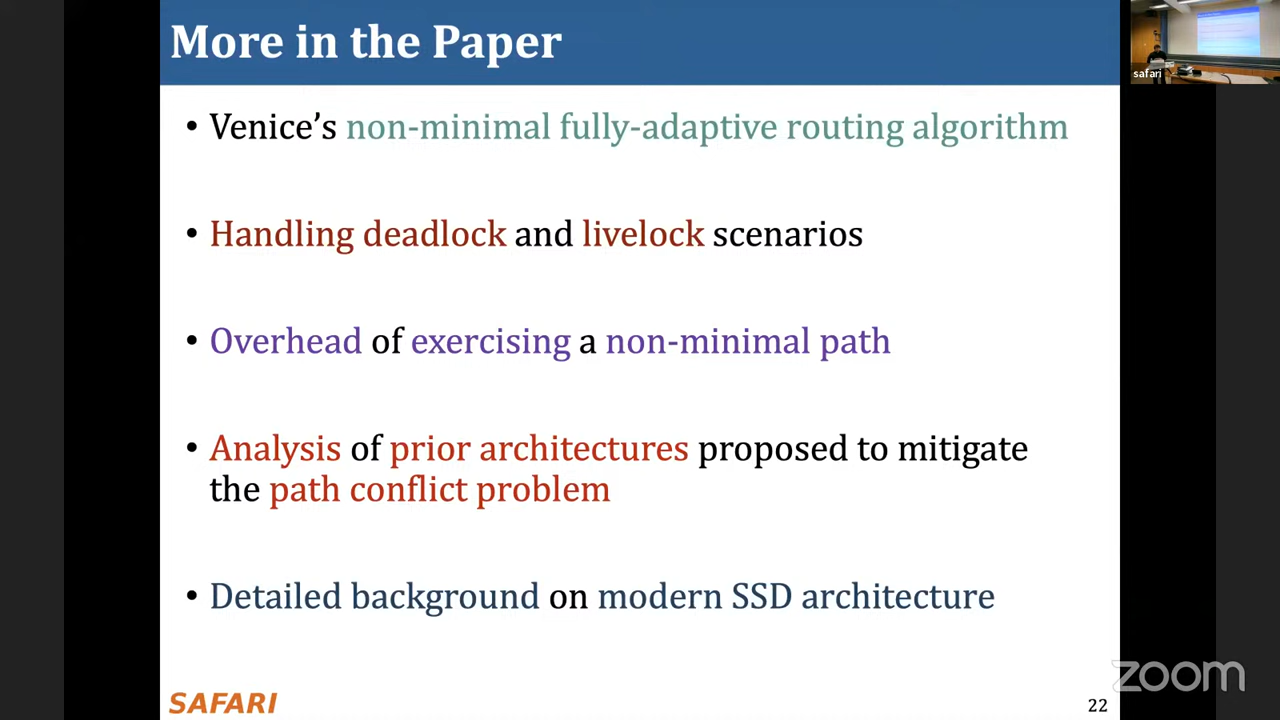 More in the Paper
safari
• Venice’s non-minimal fully-adaptive routing algorithm
• Handling deadlock and livelock scenarios
• Overhead of exercising a non-minimal path
• Analysis of prior architectures proposed to mitigate
the path conflict problem
• Detailed background on modern SSD architecture
zoom
SAFARI
22